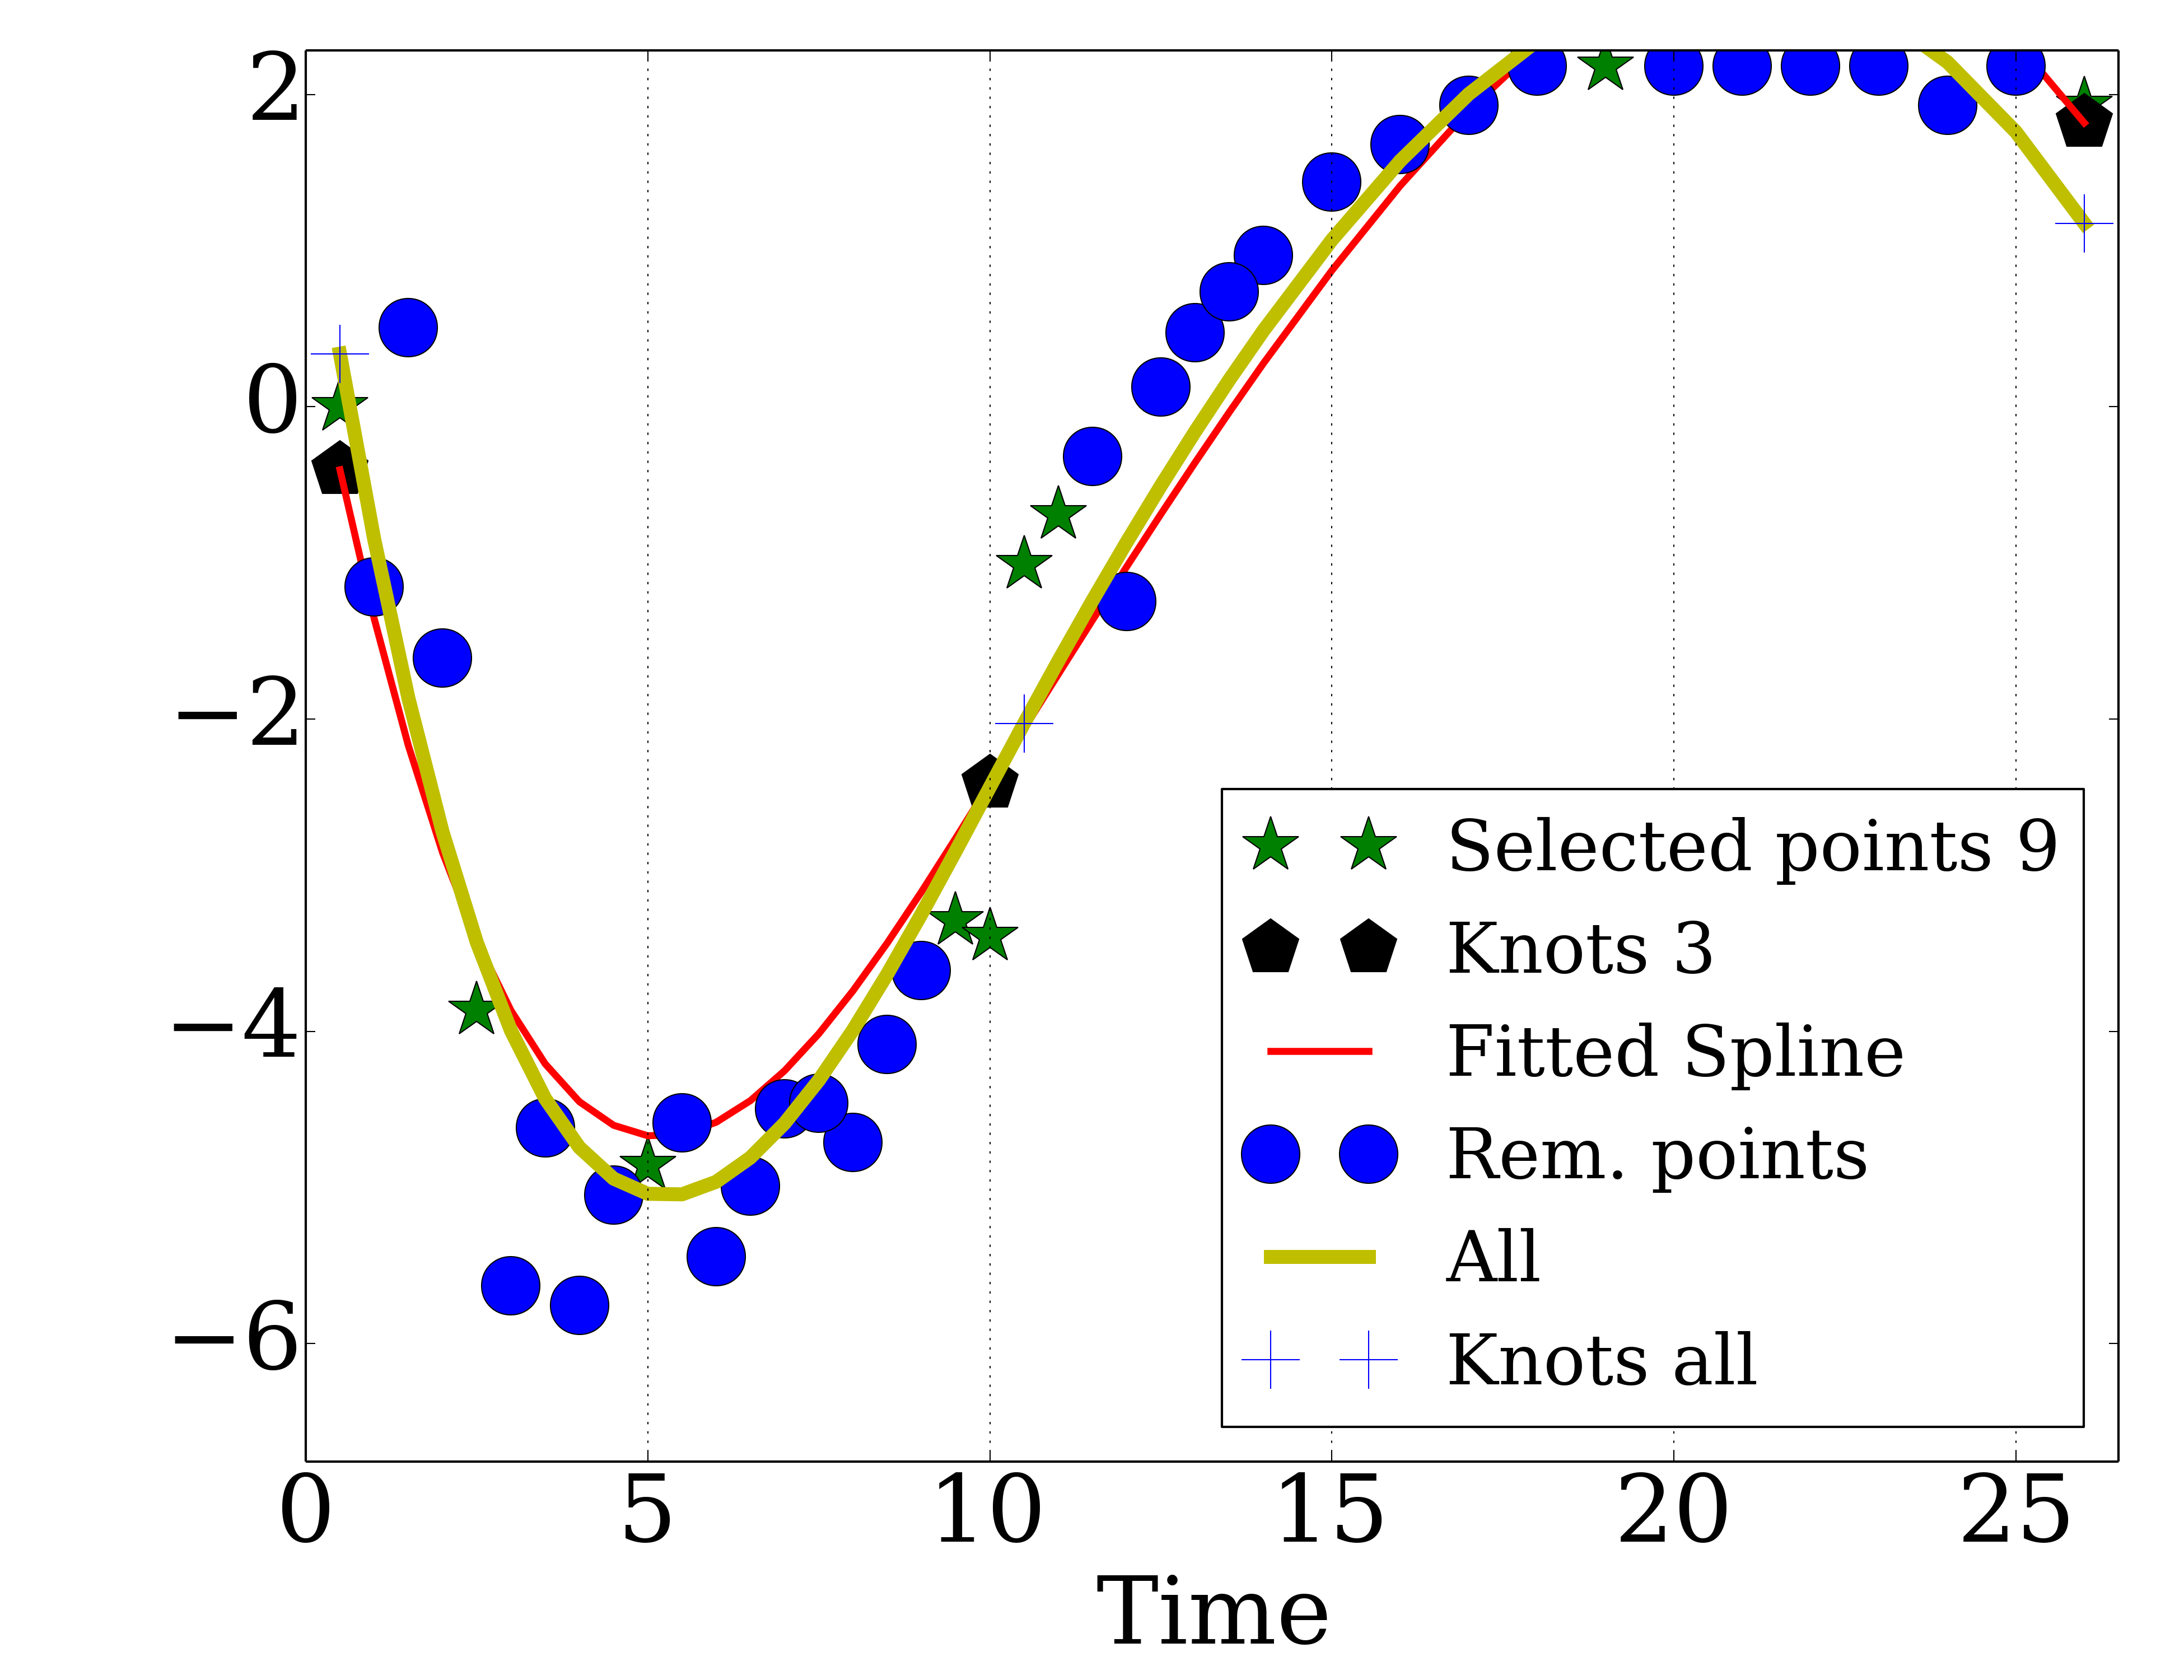 2
0
−2
−4
−6
0 5 10 15 20 25
Time
Selected points 9
Knots 3
Fitted Spline
Rem. points
All
Knots all